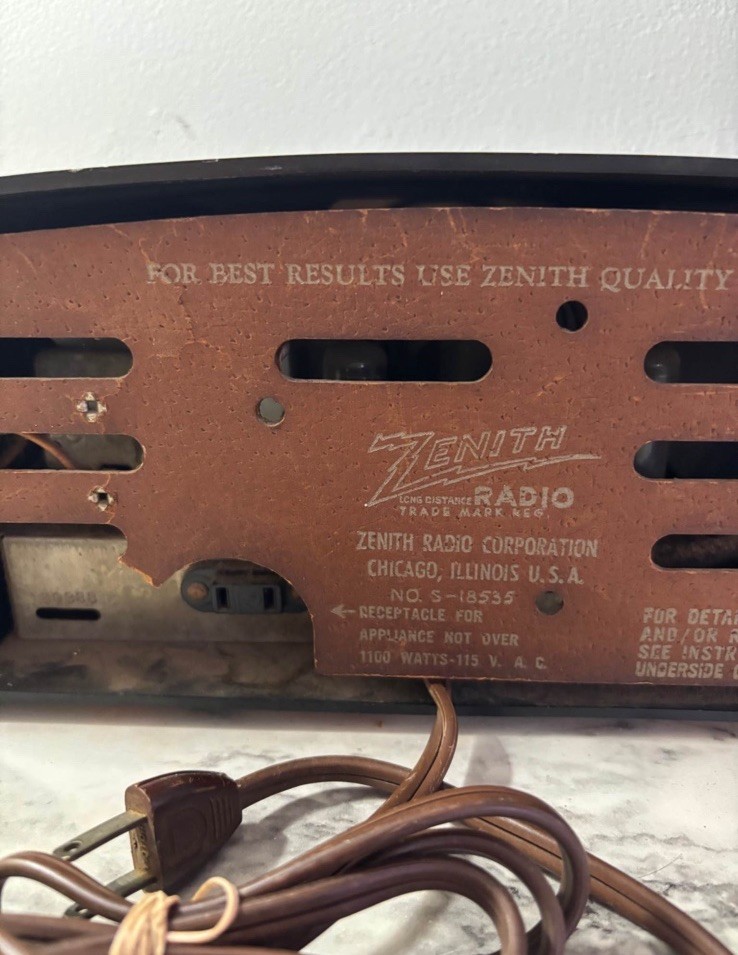 FOR BEST RESULTS USE ZENITH QUALITY
ZENITH
LONG DISTANCE RADIO
TRADE MARK REG.
ZENITH RADIO CORPORATION
CHICAGO, ILLINOIS U.S.A.
NO. S-18535
RECEPTACLE FOR
APPLIANCE NOT OVER
1100 WATTS-115 V. A.C.
FOR DETA
AND/OR R
SEE INSTR
UNDERSIDE